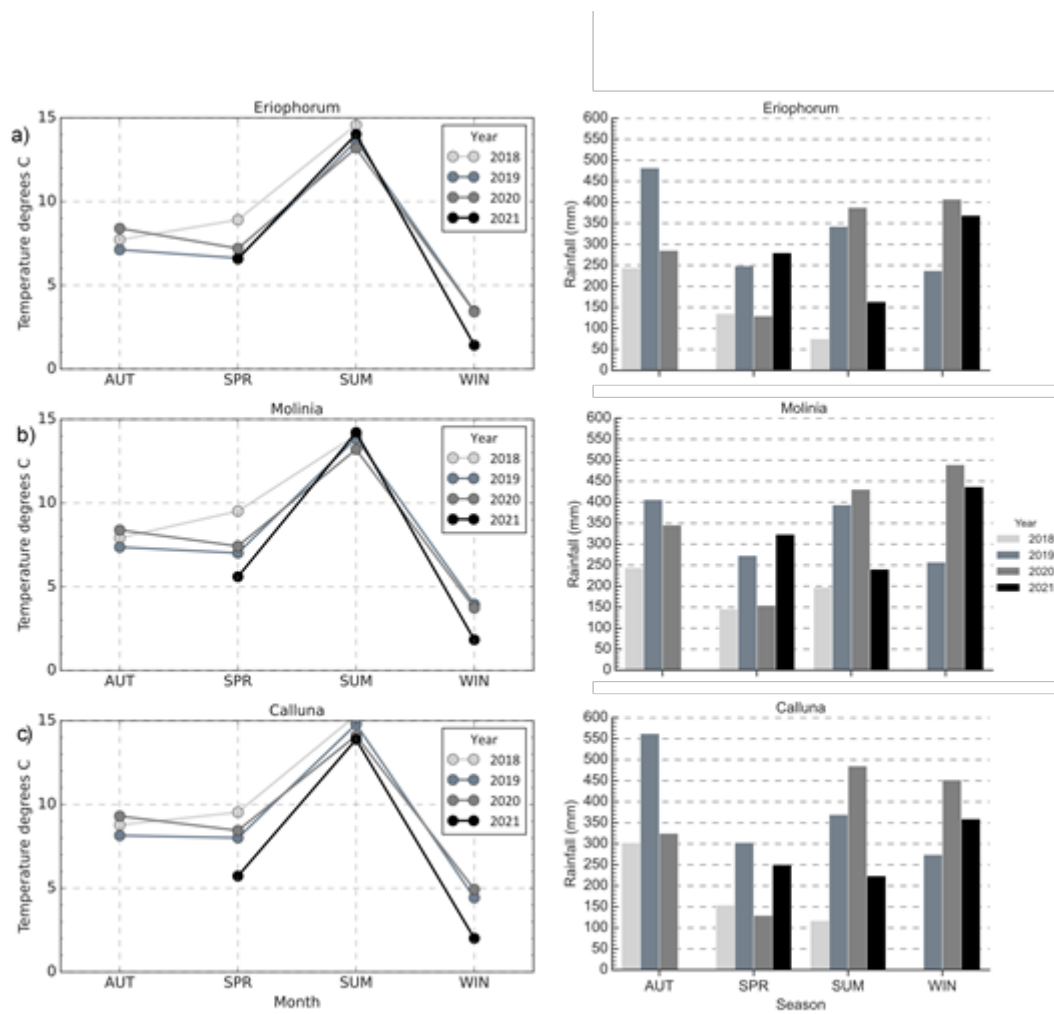 a)
Eriophorum
Temperature degrees C
15
10
5
0
AUT SPR SUM WIN
Year
2018
2019
2020
2021
Eriophorum
Rainfall (mm)
600
550
500
450
400
350
300
250
200
150
100
50
0
b)
Molinia
Temperature degrees C
15
10
5
0
AUT SPR SUM WIN
Year
2018
2019
2020
2021
Molinia
Rainfall (mm)
600
550
500
450
400
350
300
250
200
150
100
50
0
Year
2018
2019
2020
2021
c)
Calluna
Temperature degrees C
15
10
5
0
AUT SPR SUM WIN
Month
Year
2018
2019
2020
2021
Calluna
Rainfall (mm)
600
550
500
450
400
350
300
250
200
150
100
50
0
AUT SPR SUM WIN
Season